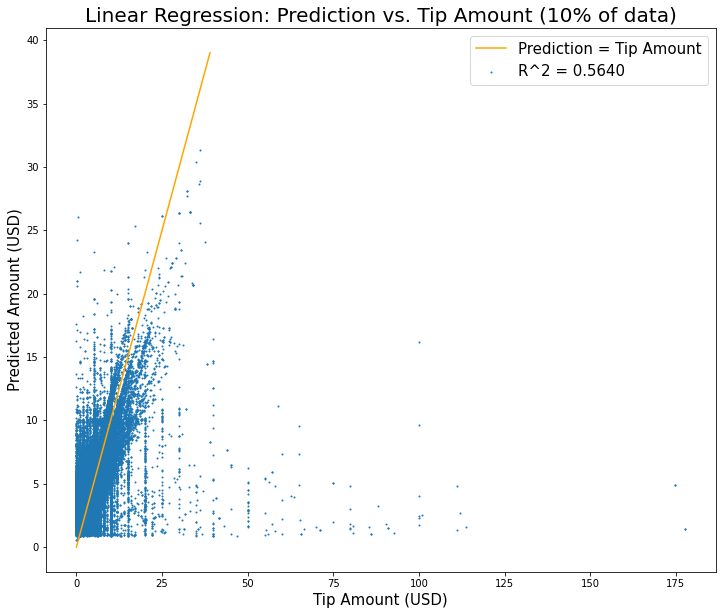 Linear Regression: Prediction vs. Tip Amount (10% of data)
Prediction = Tip Amount
R^2 = 0.5640
Predicted Amount (USD)
40
35
30
25
20
15
10
5
0
0 25 50 75 100 125 150 175
Tip Amount (USD)